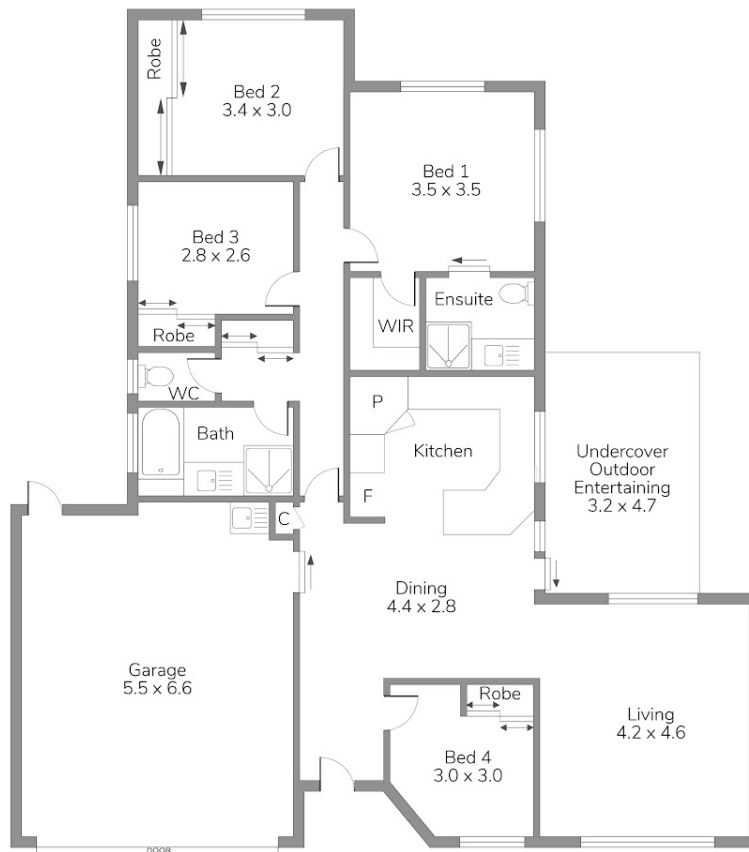 Robe
Bed 2
3.4 x 3.0
Bed 1
3.5 x 3.5
Bed 3
2.8 x 2.6
Robe
WIR
Ensuite
WC
Bath
P
Kitchen
F
C
Undercover
Outdoor
Entertaining
3.2 x 4.7
Dining
4.4 x 2.8
Garage
5.5 x 6.6
Robe
Bed 4
3.0 x 3.0
Living
4.2 x 4.6
DOOR